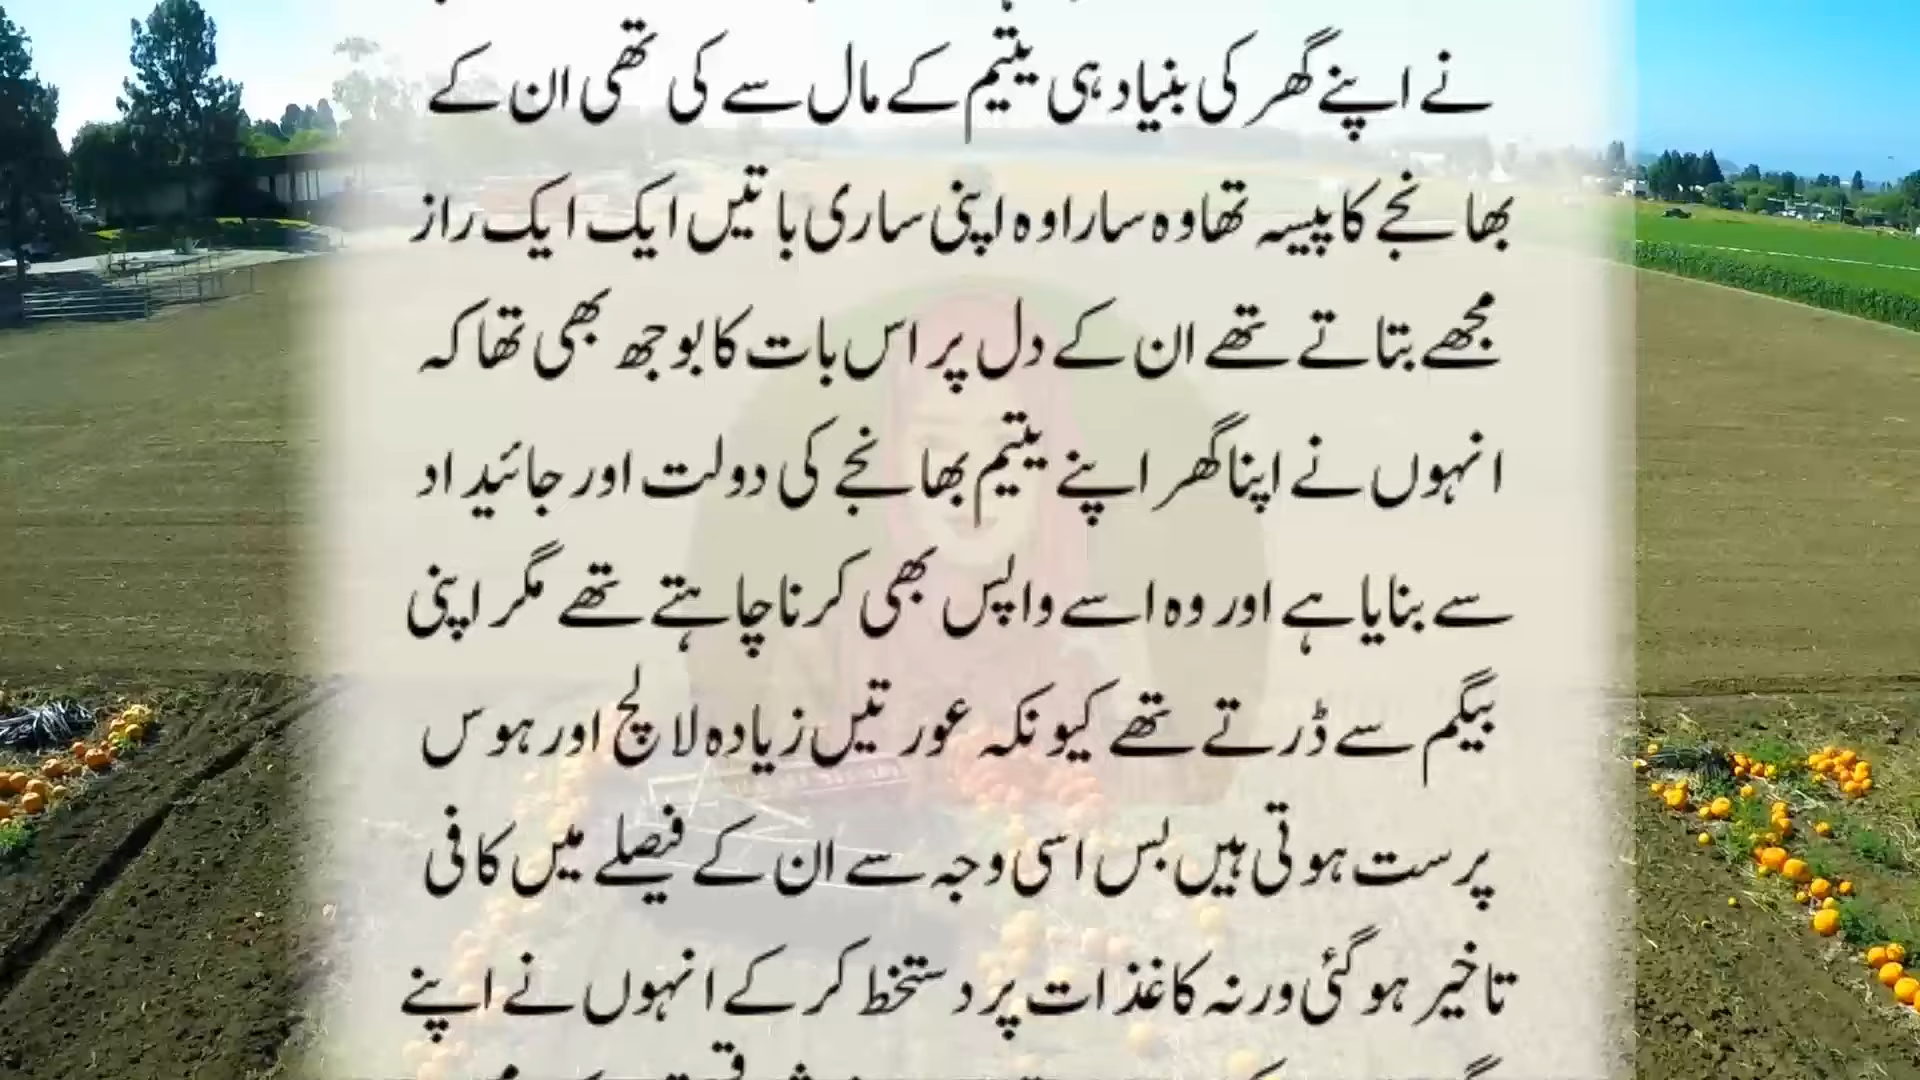 نے اپنے گھر کی بنیاد ہی یتیم کے مال سے کی تھی ان کے
بھانجے کا پیسہ تھا وہ سارا وہ اپنی ساری باتیں ایک ایک راز
مجھے بتاتے تھے ان کے دل پر اس بات کا بوجھ بھی تھا کہ
انہوں نے اپنا گھر اپنے یتیم بھانجے کی دولت اور جائیداد
سے بنایا ہے اور وہ اسے واپس بھی کرنا چاہتے تھے مگر اپنی
بیگم سے ڈرتے تھے کیونکہ عورتیں زیادہ لالچ اور ہوس
پرست ہوتی ہیں بس اسی وجہ سے ان کے فیصلے میں کافی
تاخیر ہو گئی ورنہ کاغذات پر دستخط کر کے انہوں نے اپنے